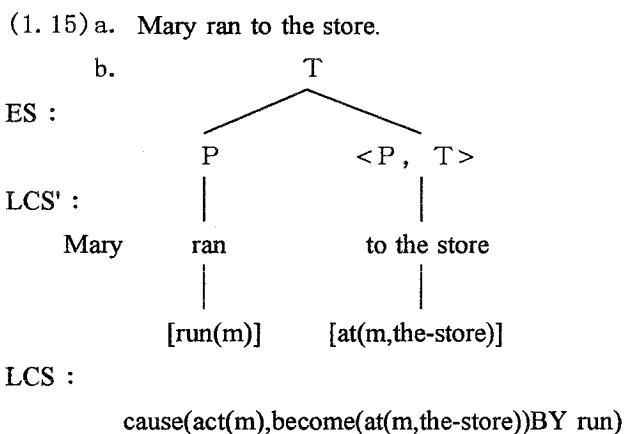 (1.15)a. Mary ran to the store.
b. T
ES :
P <P, T>
LCS' :
Mary ran to the store
[run(m)] [at(m,the-store)]
LCS :
cause(act(m),become(at(m,the-store))BY run)